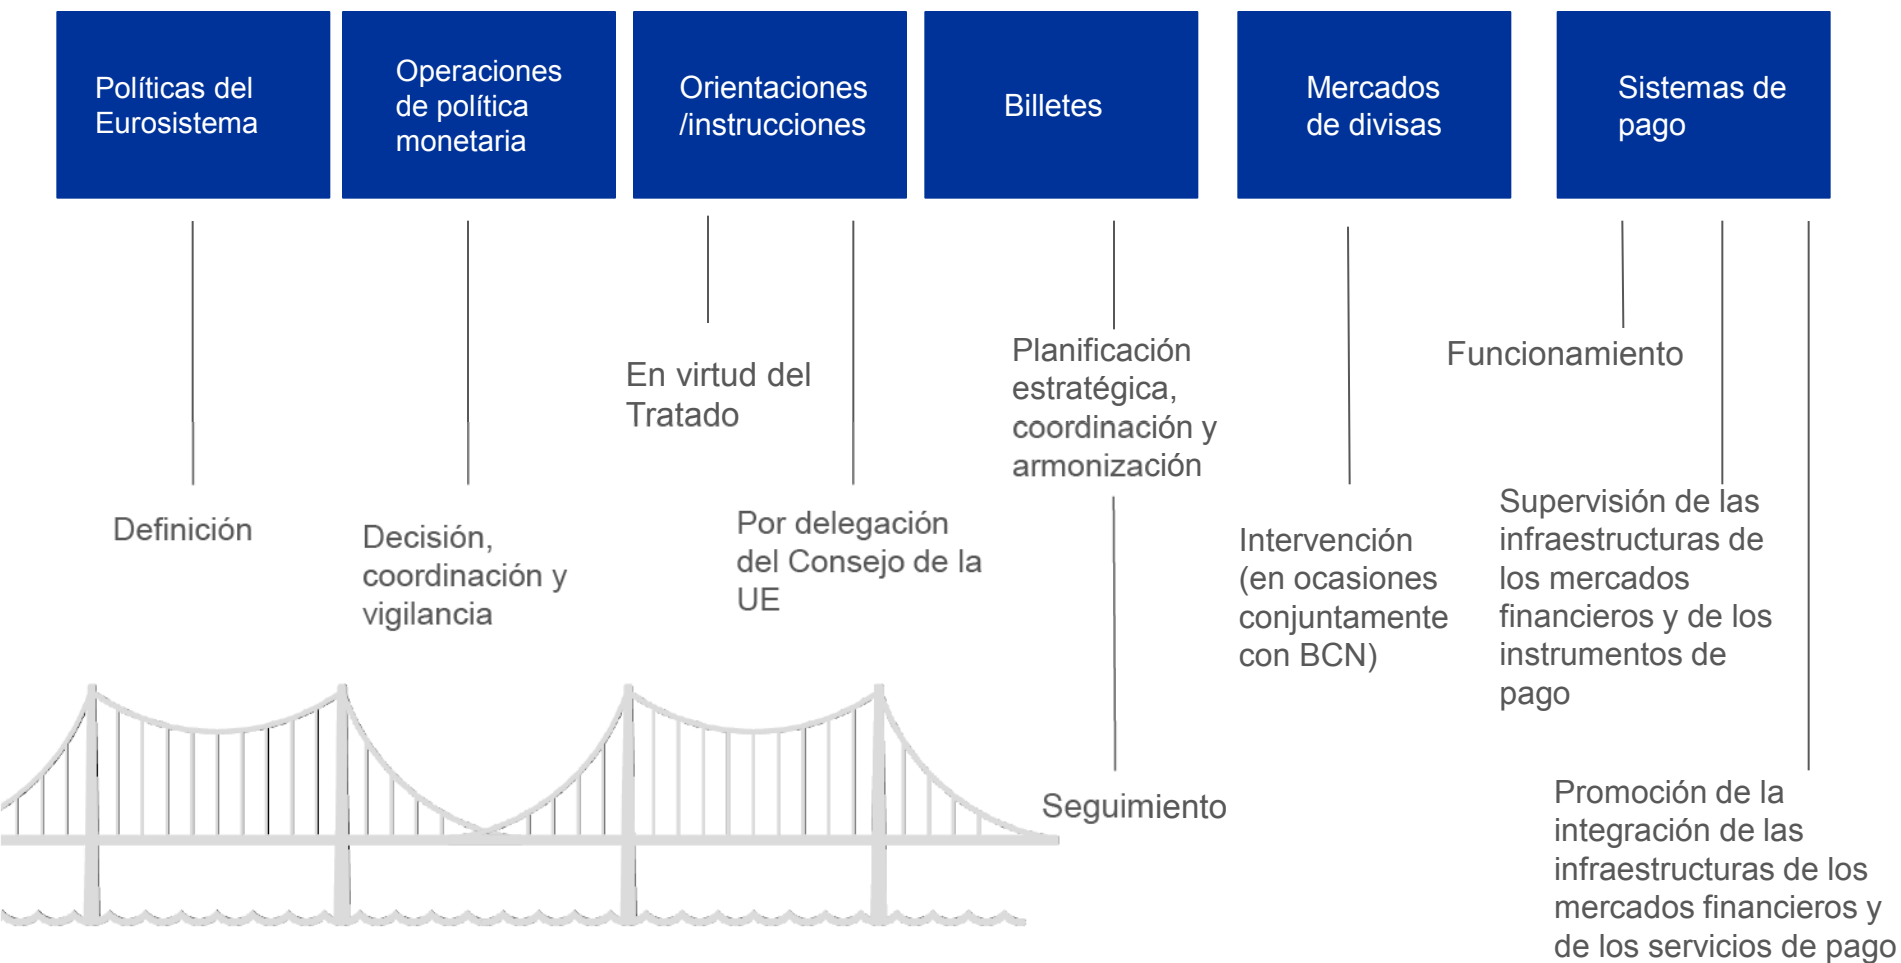 Políticas del
Eurosistema
Operaciones
de política
monetaria
Orientaciones
/instrucciones
Billetes
Mercados
de divisas
Sistemas de
pago
Definición
Decisión,
coordinación y
vigilancia
En virtud del
Tratado
Por delegación
del Consejo de la
UE
Planificación
estratégica,
coordinación y
armonización
Seguimiento
Intervención
(en ocasiones
conjuntamente
con BCN)
Funcionamiento
Supervisión de las
infraestructuras de
los mercados
financieros y de los
instrumentos de
pago
Promoción de la
integración de las
infraestructuras de los
mercados financieros y
de los servicios de pago